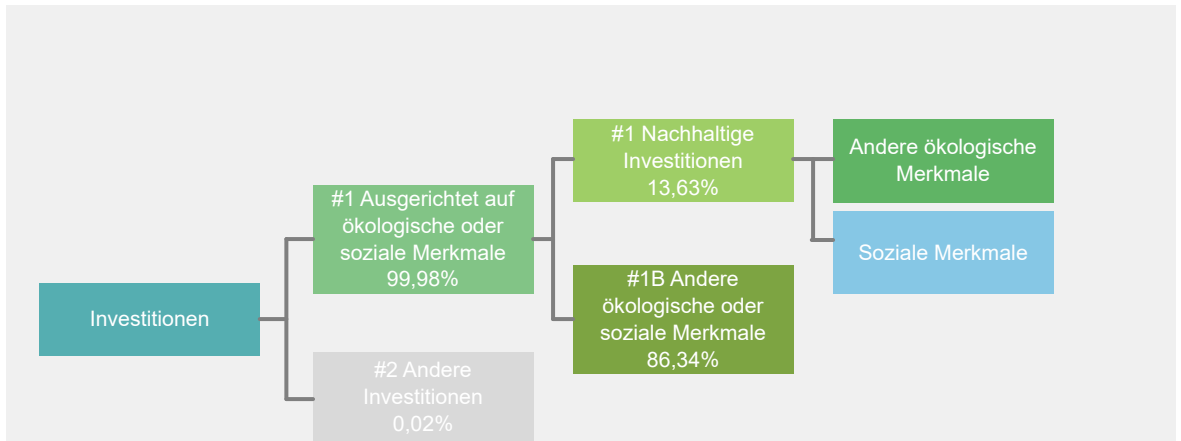 Investitionen
#1 Ausgerichtet auf
ökologische oder
soziale Merkmale
99,98%
#2 Andere
Investitionen
0,02%
#1 Nachhaltige
Investitionen
13,63%
#1B Andere
ökologische oder
soziale Merkmale
86,34%
Andere ökologische
Merkmale
Soziale Merkmale